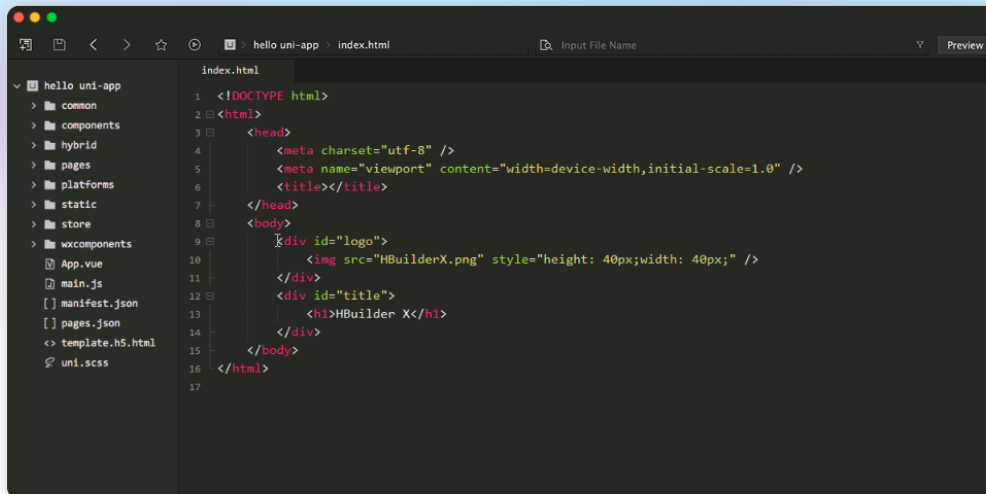 hello uni-app > index.html
Input File Name
Preview
hello uni-app
common
components
hybrid
pages
platforms
static
store
wxcomponents
App.vue
main.js
[ ] manifest.json
[ ] pages.json
<> template.h5.html
uni.scss
index.html
1 <!DOCTYPE html>
2 <html>
3 <head>
4 <meta charset="utf-8" />
5 <meta name="viewport" content="width=device-width,initial-scale=1.0" />
6 <title></title>
7 </head>
8 <body>
9 <div id="logo">
10 <img src="HBuilderX.png" style="height: 40px;width: 40px;" />
11 </div>
12 <div id="title">
13 <h1>HBuilder X</h1>
14 </div>
15 </body>
16 </html>
17